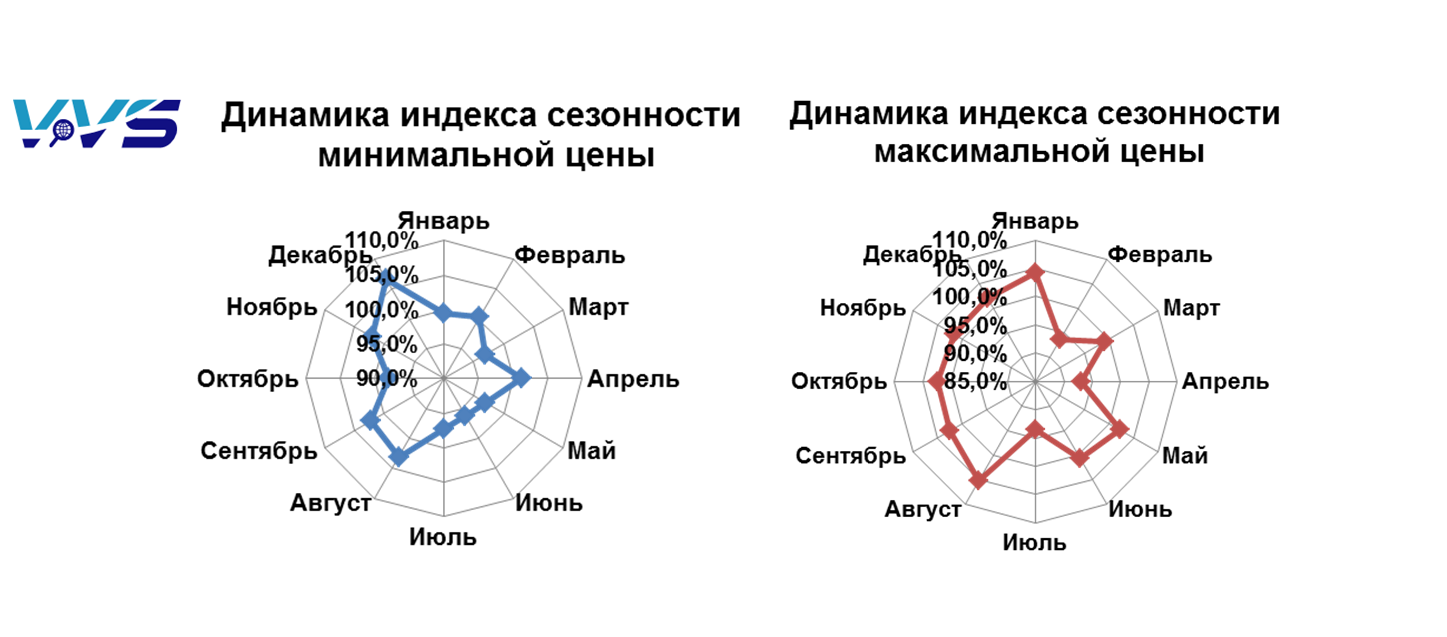 VVS
Динамика индекса сезонности
минимальной цены
Январь
Февраль
Март
Апрель
Май
Июнь
Июль
Август
Сентябрь
Октябрь
Ноябрь
Декабрь
110,0%
105,0%
100,0%
95,0%
90,0%
Динамика индекса сезонности
максимальной цены
Январь
Февраль
Март
Апрель
Май
Июнь
Июль
Август
Сентябрь
Октябрь
Ноябрь
Декабрь
110,0%
105,0%
100,0%
95,0%
90,0%
85,0%